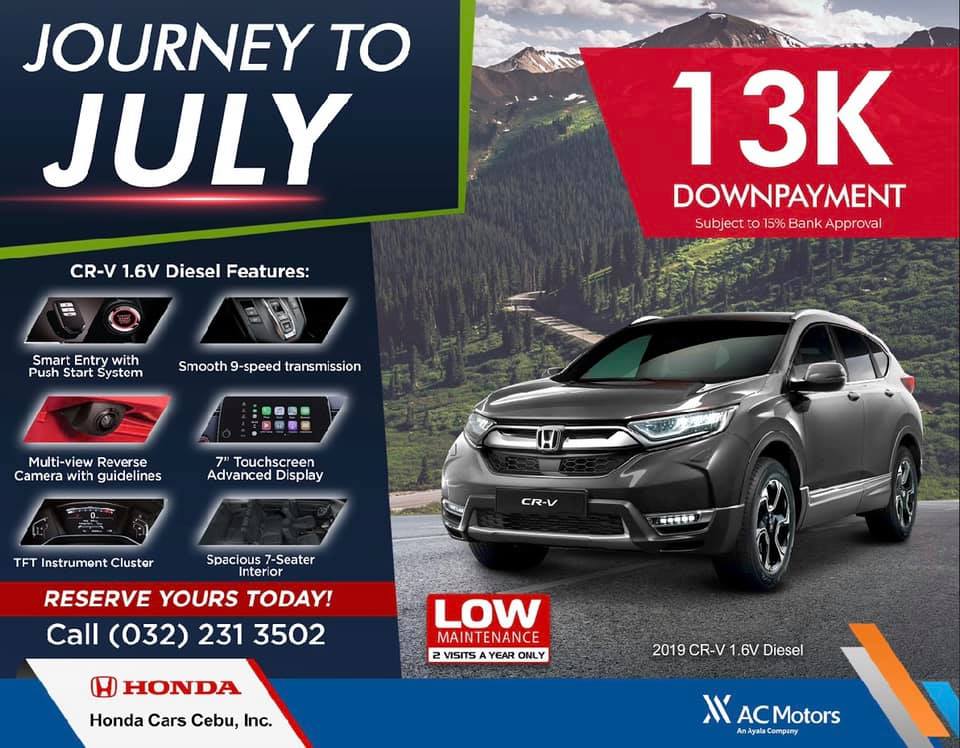 JOURNEY TO
JULY
13K
DOWNPAYMENT
Subject to 15% Bank Approval
CR-V 1.6V Diesel Features:
Smart Entry with
Push Start System
Smooth 9-speed transmission
Multi-view Reverse
Camera with guidelines
7” Touchscreen
Advanced Display
TFT Instrument Cluster
Spacious 7-Seater
Interior
CR-V
RESERVE YOURS TODAY!
Call (032) 231 3502
LOW
MAINTENANCE
2 VISITS A YEAR ONLY
2019 CR-V 1.6V Diesel
HONDA
Honda Cars Cebu, Inc.
AC Motors
An Ayala Company